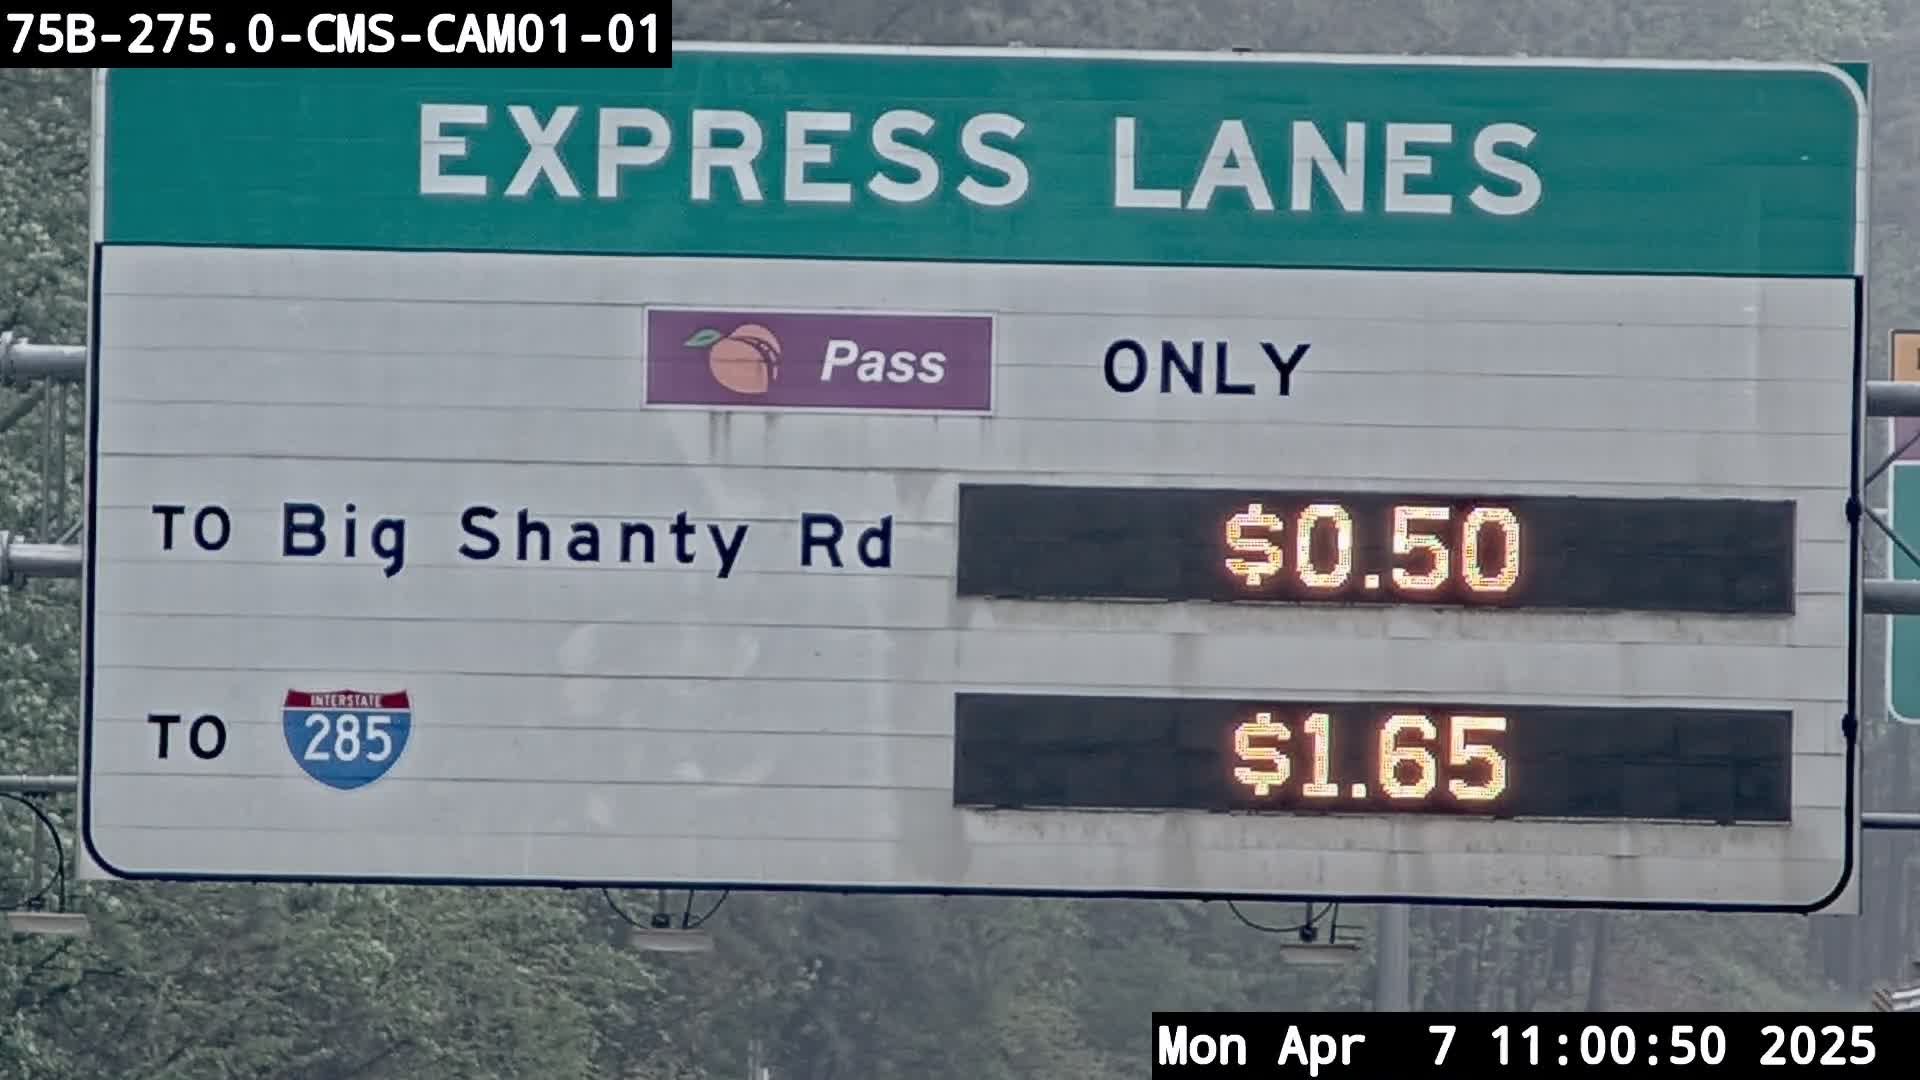 75B-275.0-CMS-CAM01-01
EXPRESS LANES
Pass ONLY
TO Big Shanty Rd $0.50
TO INTERSTATE 285 $1.65
Mon Apr 7 11:00:50 2025